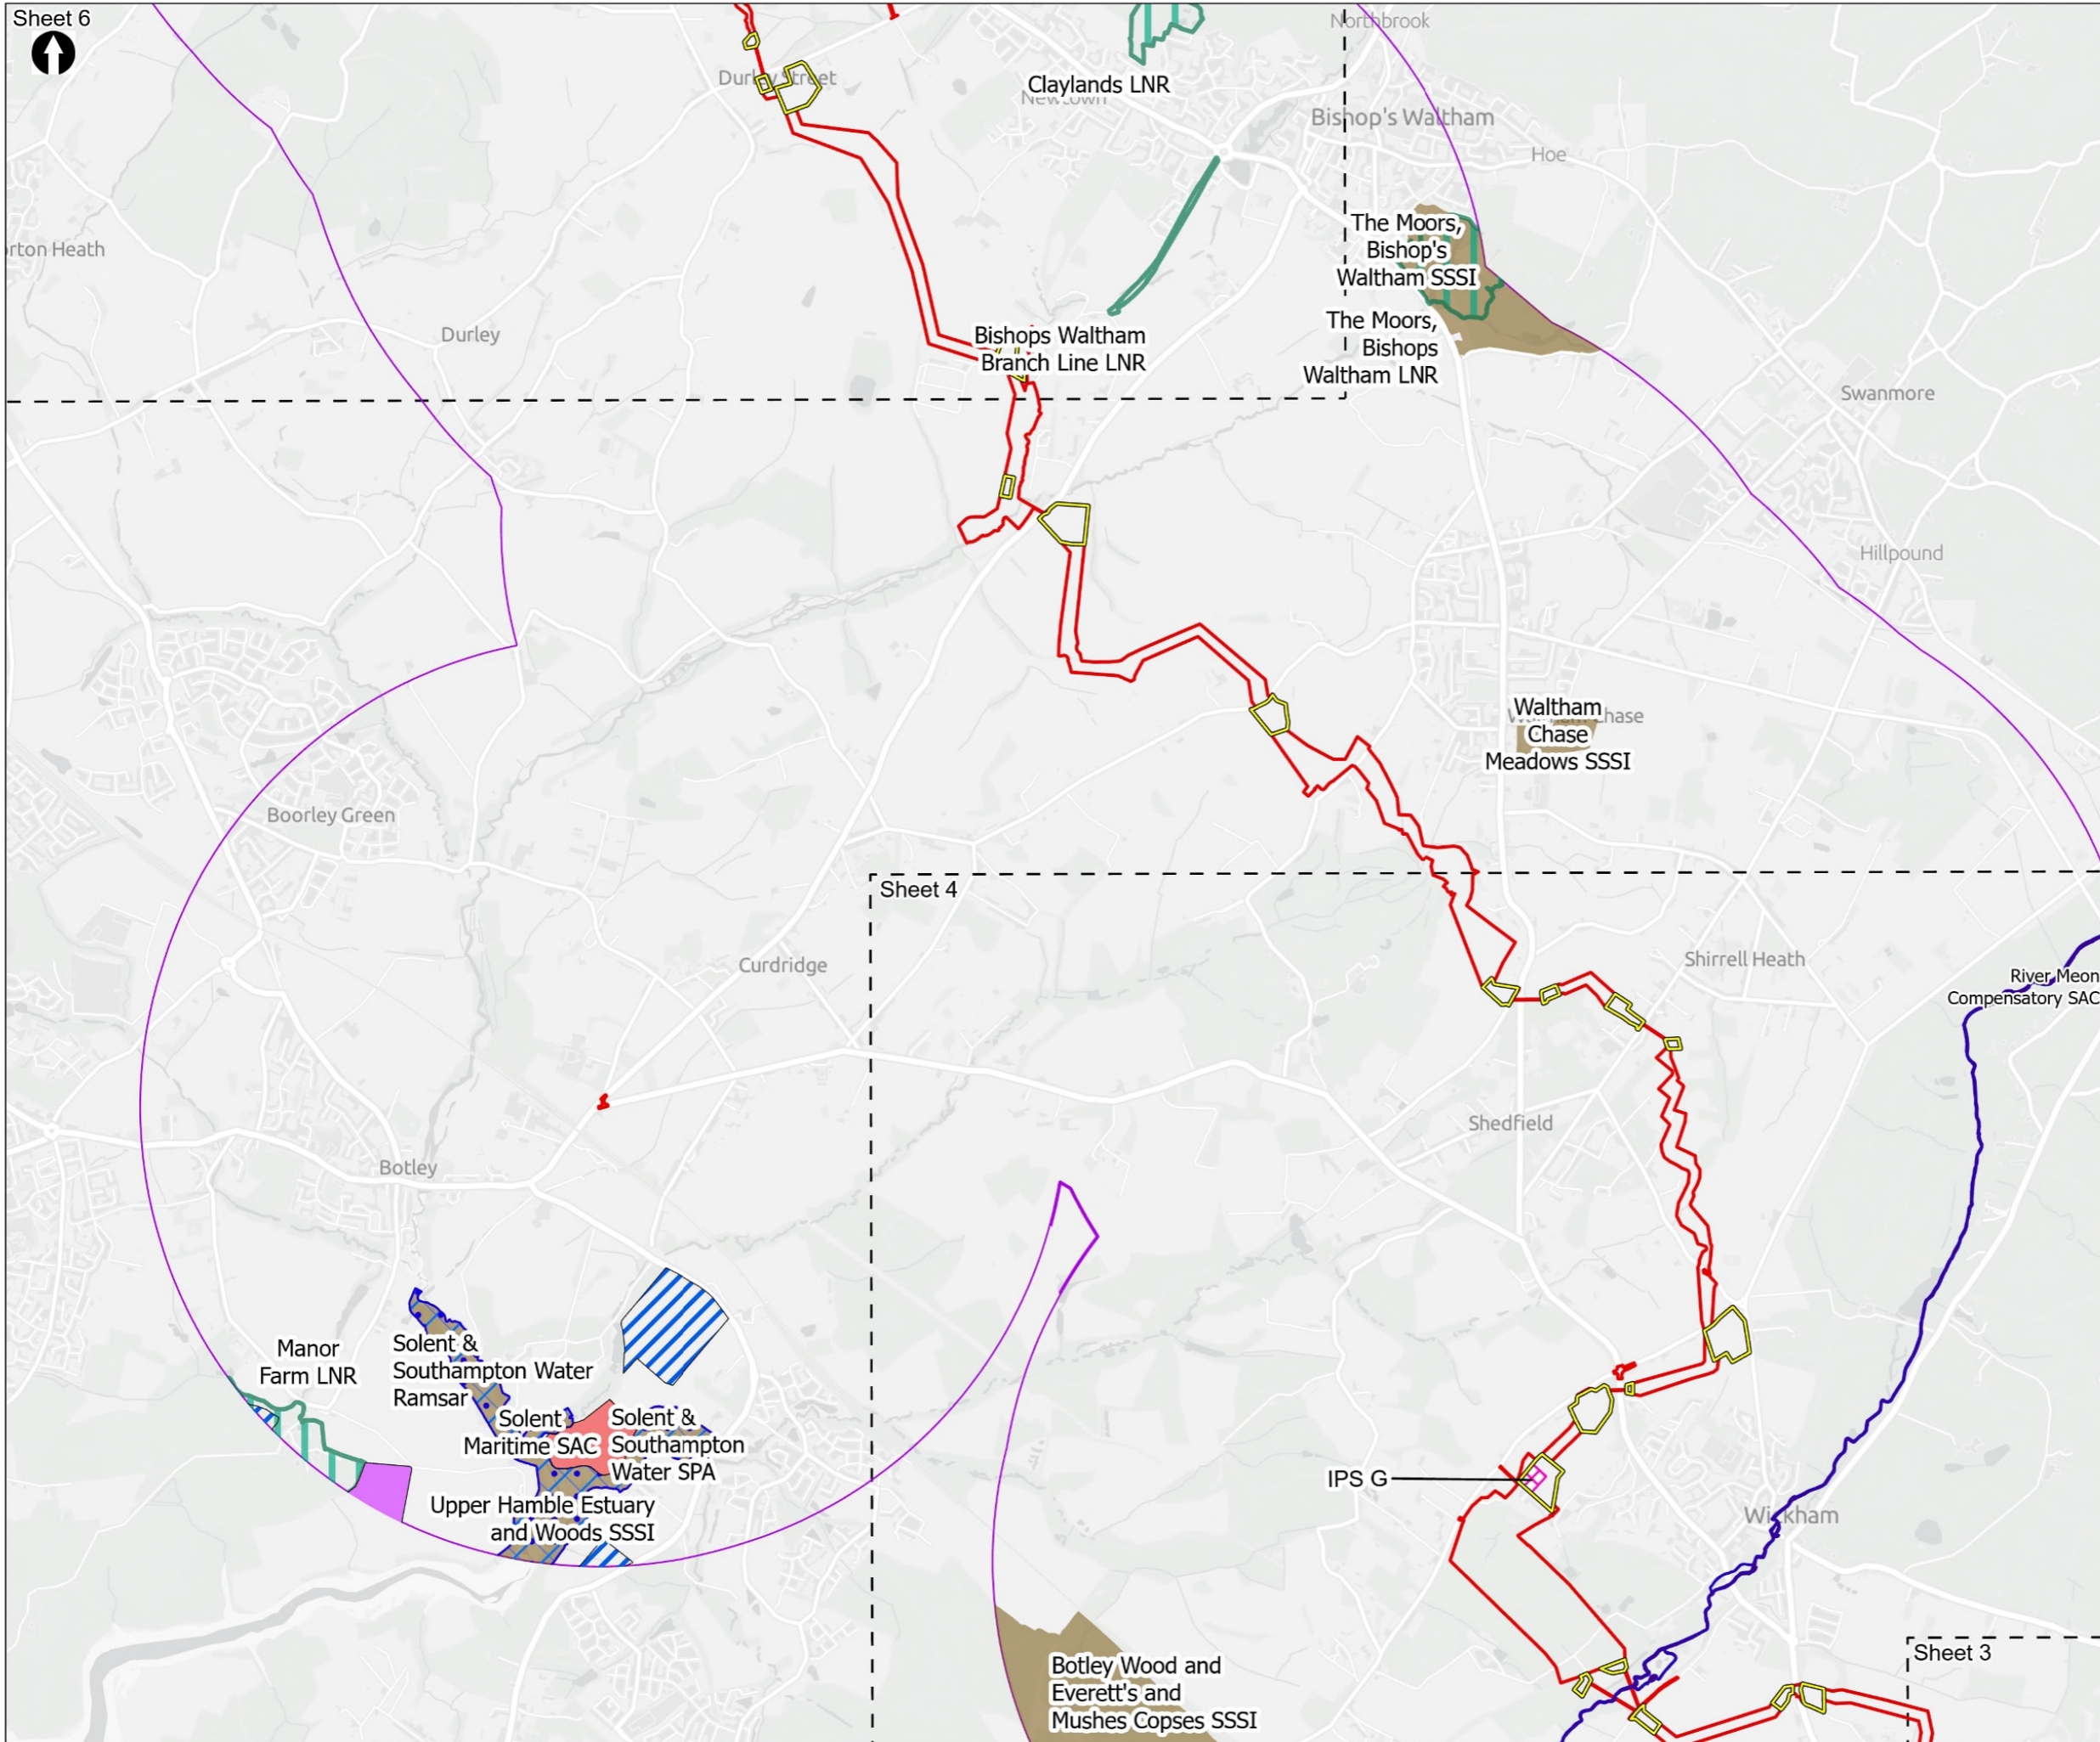 Sheet 6
Northbrook
Durley Street
Claylands LNR
Newtown
Bishop's Waltham
Hoe
rton Heath
The Moors,
Bishop's
Waltham SSSI
Durley
Bishops Waltham
Branch Line LNR
The Moors,
Bishops
Waltham LNR
Swanmore
Hillpound
Waltham Chase
Waltham
Chase
Meadows SSSI
Boorley Green
Sheet 4
Curdridge
Shirrell Heath
River Meon
Compensatory SAC
Shedfield
Botley
Manor
Farm LNR
Solent &
Southampton Water
Ramsar
Solent
Maritime SAC
Solent &
Southampton
Water SPA
IPS G
Upper Hamble Estuary
and Woods SSSI
Wickham
Sheet 3
Botley Wood and
Everett's and
Mushes Copses SSSI